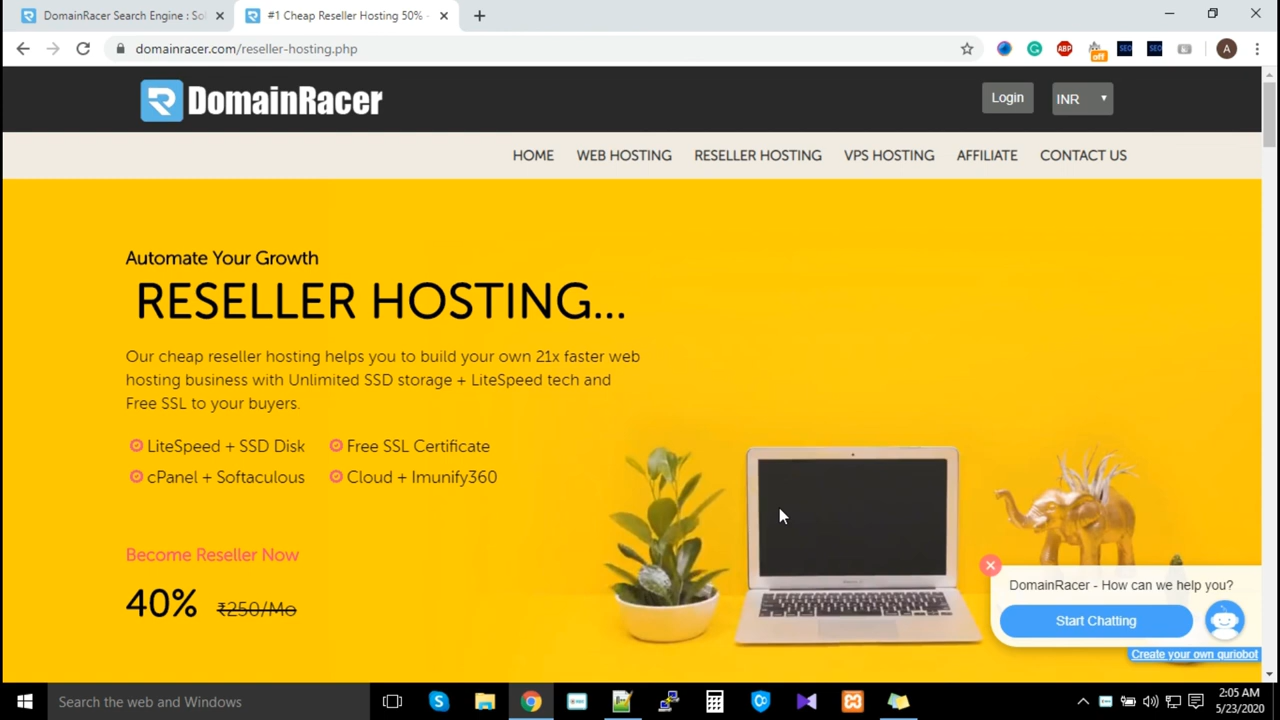 DomainRacer Search Engine : Sol
#1 Cheap Reseller Hosting 50% -
domainracer.com/reseller-hosting.php
ABP
off
SEO
SEO
A
DomainRacer
Login
INR
HOME
WEB HOSTING
RESELLER HOSTING
VPS HOSTING
AFFILIATE
CONTACT US
Automate Your Growth
RESELLER HOSTING...
Our cheap reseller hosting helps you to build your own 21x faster web
hosting business with Unlimited SSD storage + LiteSpeed tech and
Free SSL to your buyers.
LiteSpeed + SSD Disk
Free SSL Certificate
cPanel + Softaculous
Cloud + Imunify360
Become Reseller Now
40% ₹250/Mo
DomainRacer - How can we help you?
Start Chatting
Create your own quriobot
Search the web and Windows
2:05 AM
5/23/2020